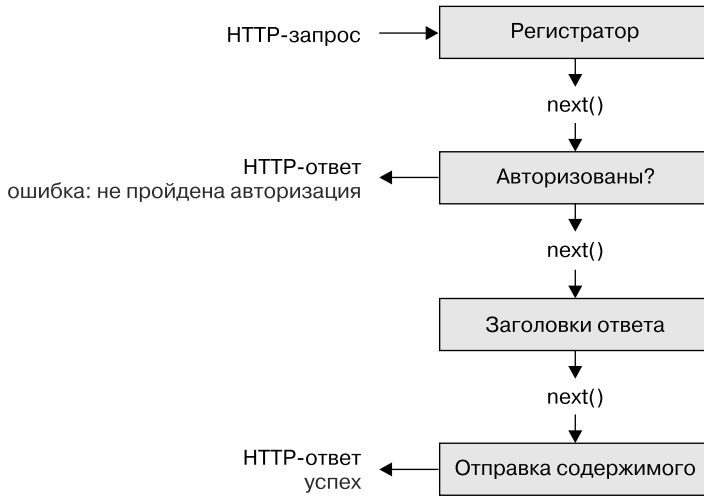 HTTP-запрос
Регистратор
next()
HTTP-ответ
ошибка: не пройдена авторизация
Авторизованы?
next()
Заголовки ответа
next()
HTTP-ответ
успех
Отправка содержимого